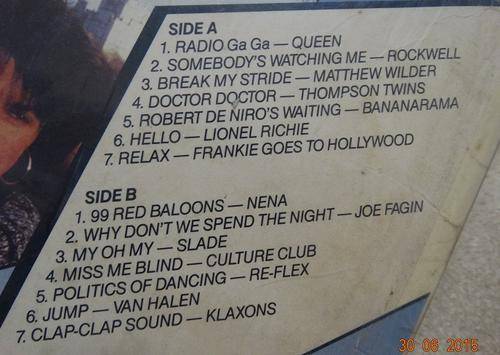 SIDE A
1. RADIO Ga Ga — QUEEN
2. SOMEBODY'S WATCHING ME — ROCKWELL
3. BREAK MY STRIDE — MATTHEW WILDER
4. DOCTOR DOCTOR — THOMPSON TWINS
5. ROBERT DE NIRO'S WAITING — BANANARAMA
6. HELLO — LIONEL RICHIE
7. RELAX — FRANKIE GOES TO HOLLYWOOD
SIDE B
1. 99 RED BALOONS — NENA
2. WHY DON'T WE SPEND THE NIGHT — JOE FAGIN
3. MY OH MY — SLADE
4. MISS ME BLIND — CULTURE CLUB
5. POLITICS OF DANCING — RE-FLEX
6. JUMP — VAN HALEN
7. CLAP-CLAP SOUND — KLAXONS
30 06 2015